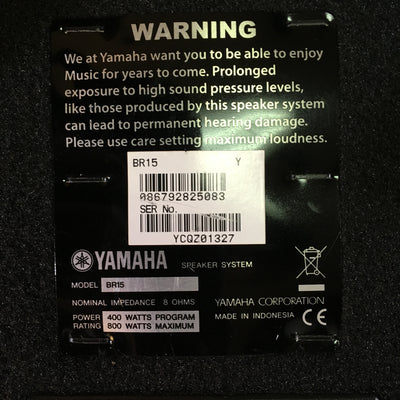 WARNING
We at Yamaha want you to be able to enjoy
Music for years to come. Prolonged
exposure to high sound pressure levels,
like those produced by this speaker system
can lead to permanent hearing damage.
Please use care setting maximum loudness.
BR15 Y
086792825083
SER No.
YCQZ01327
YAMAHA SPEAKER SYSTEM
MODEL BR15
NOMINAL IMPEDANCE 8 OHMS
POWER RATING 400 WATTS PROGRAM
800 WATTS MAXIMUM
YAMAHA CORPORATION
MADE IN INDONESIA CE